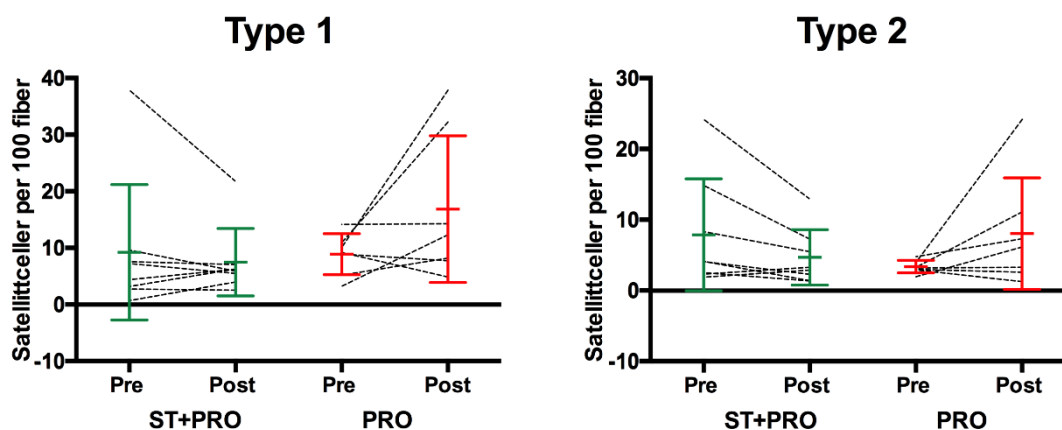 Type 1
Satellittceller per 100 fiber
40
30
20
10
0
-10
Pre
Post
Pre
Post
ST+PRO
PRO
Type 2
Satellittceller per 100 fiber
30
20
10
0
-10
Pre
Post
Pre
Post
ST+PRO
PRO